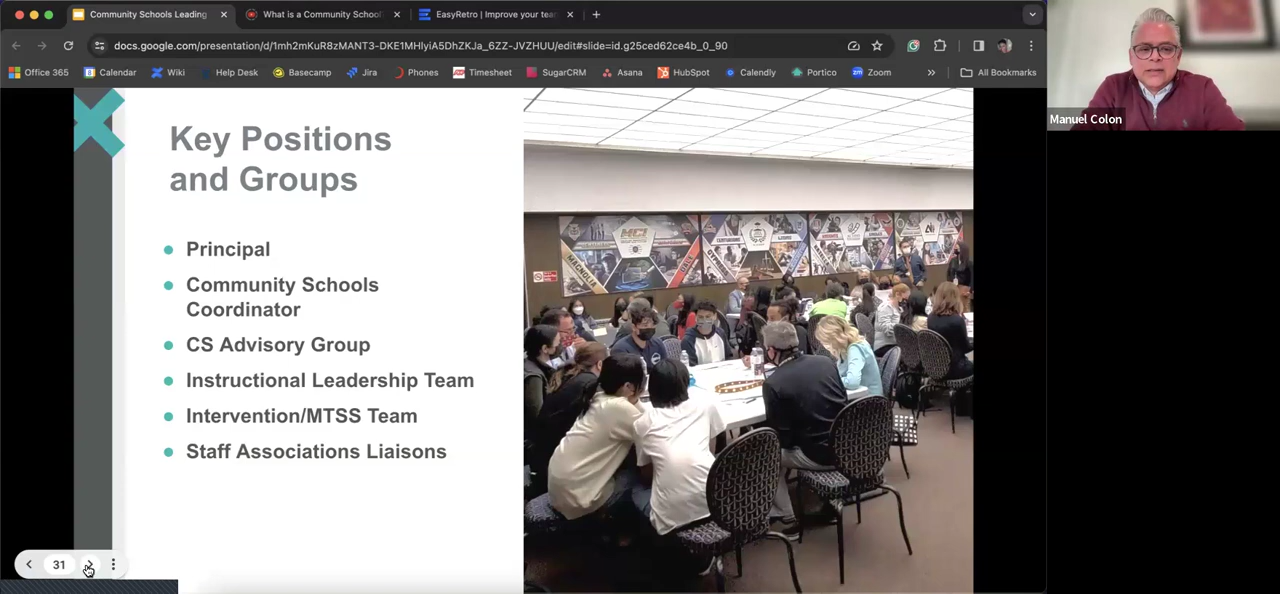 Community Schools Leading
What is a Community School
EasyRetro | Improve your tea
docs.google.com/presentation/d/1mh2mKuR8zMANT3-DKE1MHlyiA5DhZKJa_6ZZ-JVZHUU/edit#slide=id.g25ced62ce4b_0_90
Office 365
Calendar
Wiki
Help Desk
Basecamp
Jira
Phones
Timesheet
SugarCRM
Asana
HubSpot
Calendly
Portico
Zoom
All Bookmarks
Key Positions
and Groups
Principal
Community Schools
Coordinator
CS Advisory Group
Instructional Leadership Team
Intervention/MTSS Team
Staff Associations Liaisons
MAGNOLIA
31
Manuel Colon